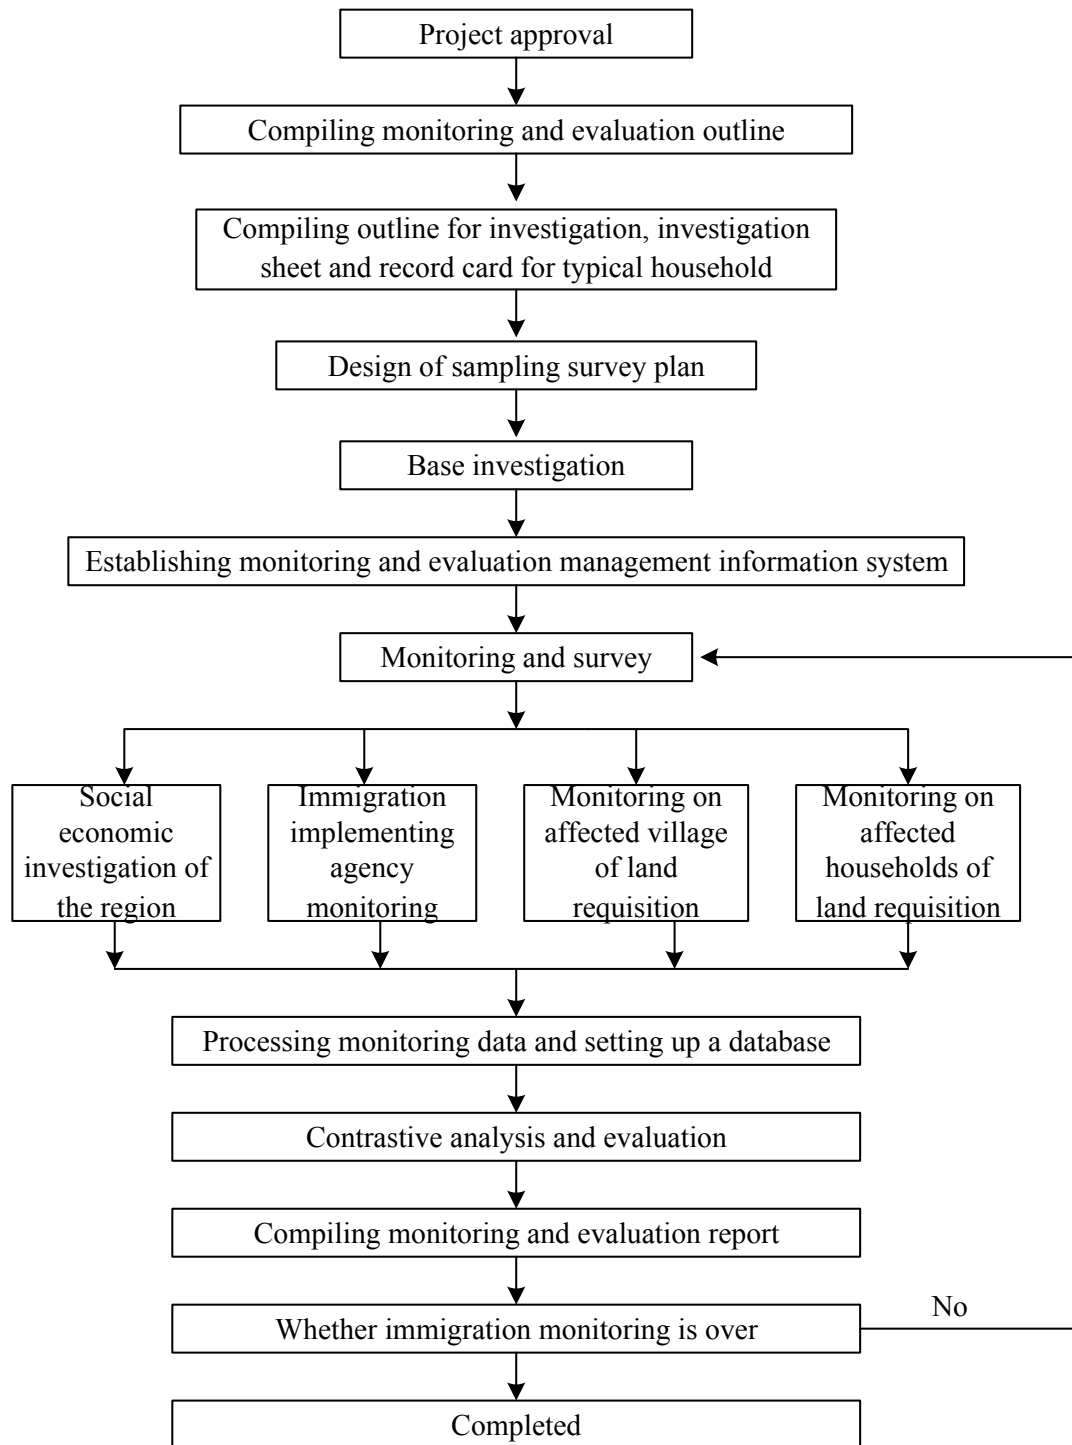 Project approval
Compiling monitoring and evaluation outline
Compiling outline for investigation, investigation
sheet and record card for typical household
Design of sampling survey plan
Base investigation
Establishing monitoring and evaluation management information system
Monitoring and survey
Social
economic
investigation of
the region
Immigration
implementing
agency
monitoring
Monitoring on
affected village
of land
requisition
Monitoring on
affected
households of
land requisition
Processing monitoring data and setting up a database
Contrastive analysis and evaluation
Compiling monitoring and evaluation report
Whether immigration monitoring is over
No
Completed